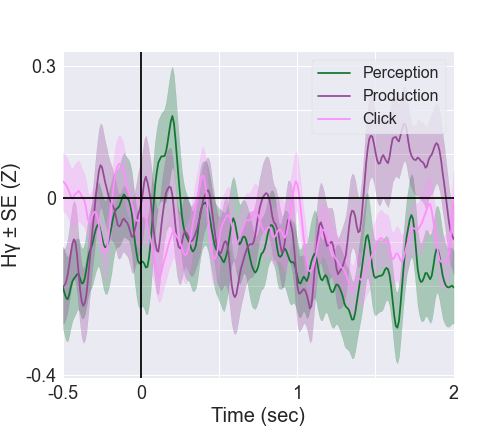 Perception
Production
Click
0.3
0
-0.4
Hγ ± SE (Z)
-0.5
0
1
2
Time (sec)